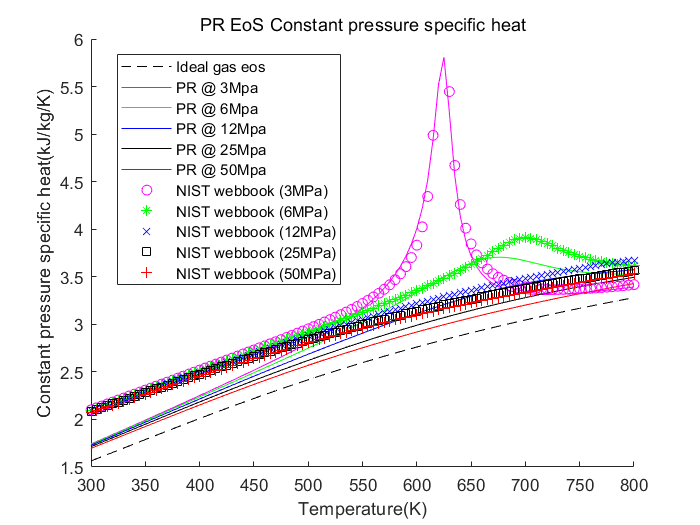 PR EoS Constant pressure specific heat
6
5.5
5
4.5
4
3.5
3
2.5
2
1.5
Constant pressure specific heat(kJ/kg/K)
Ideal gas eos
PR @ 3Mpa
PR @ 6Mpa
PR @ 12Mpa
PR @ 25Mpa
PR @ 50Mpa
NIST webbook (3MPa)
NIST webbook (6MPa)
NIST webbook (12MPa)
NIST webbook (25MPa)
NIST webbook (50MPa)
300 350 400 450 500 550 600 650 700 750 800
Temperature(K)